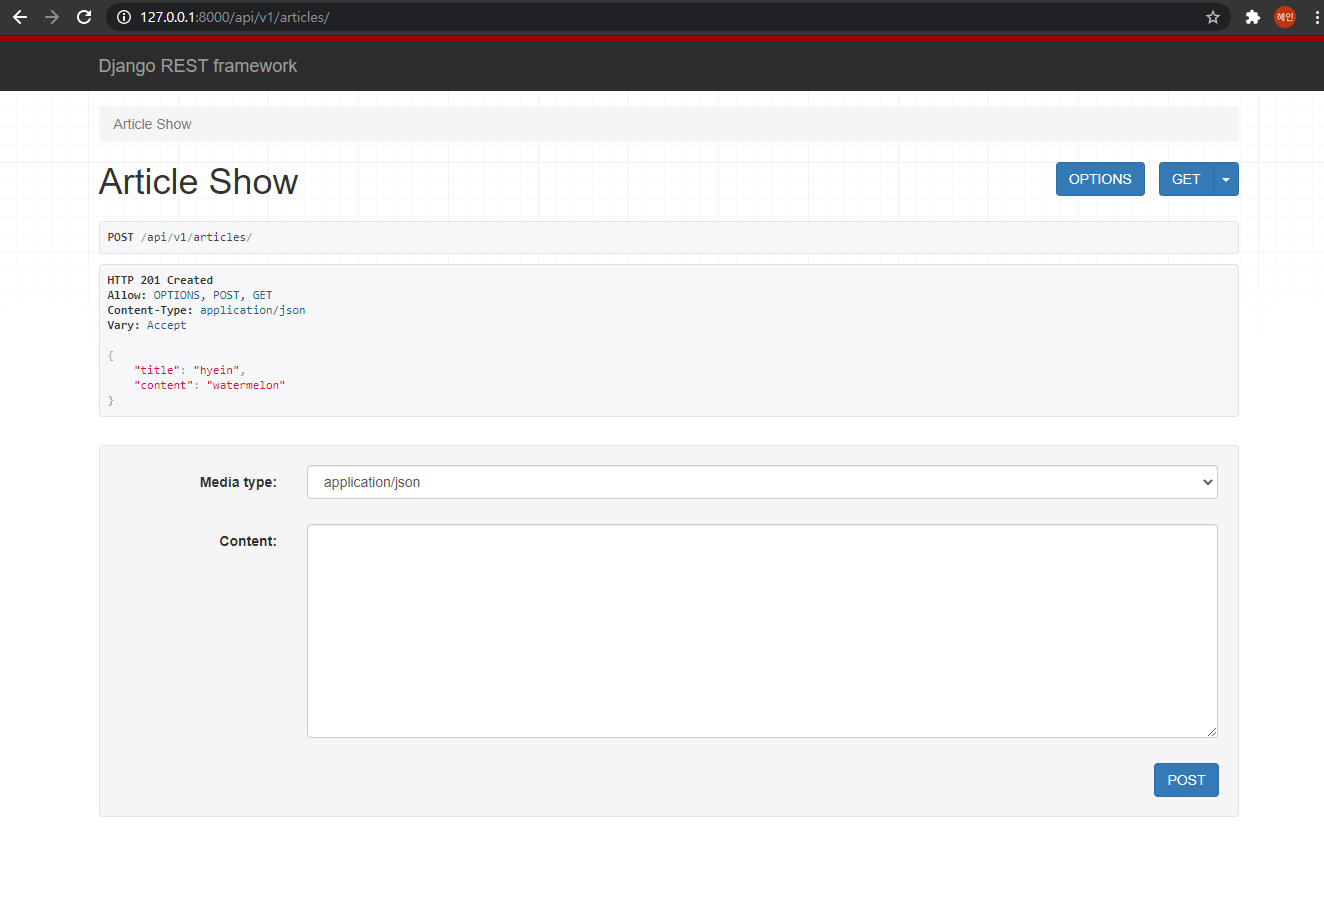 127.0.0.1:8000/api/v1/articles/
혜인
Django REST framework
Article Show
Article Show
OPTIONS
GET
POST /api/v1/articles/
HTTP 201 Created
Allow: OPTIONS, POST, GET
Content-Type: application/json
Vary: Accept
{
    "title": "hyein",
    "content": "watermelon"
}
Media type:
application/json
Content:
POST